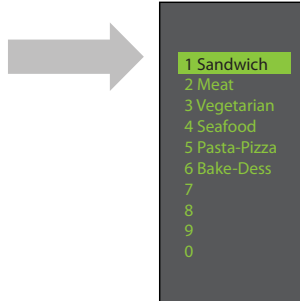 1 Sandwich
2 Meat
3 Vegetarian
4 Seafood
5 Pasta-Pizza
6 Bake-Dess
7
8
9
0